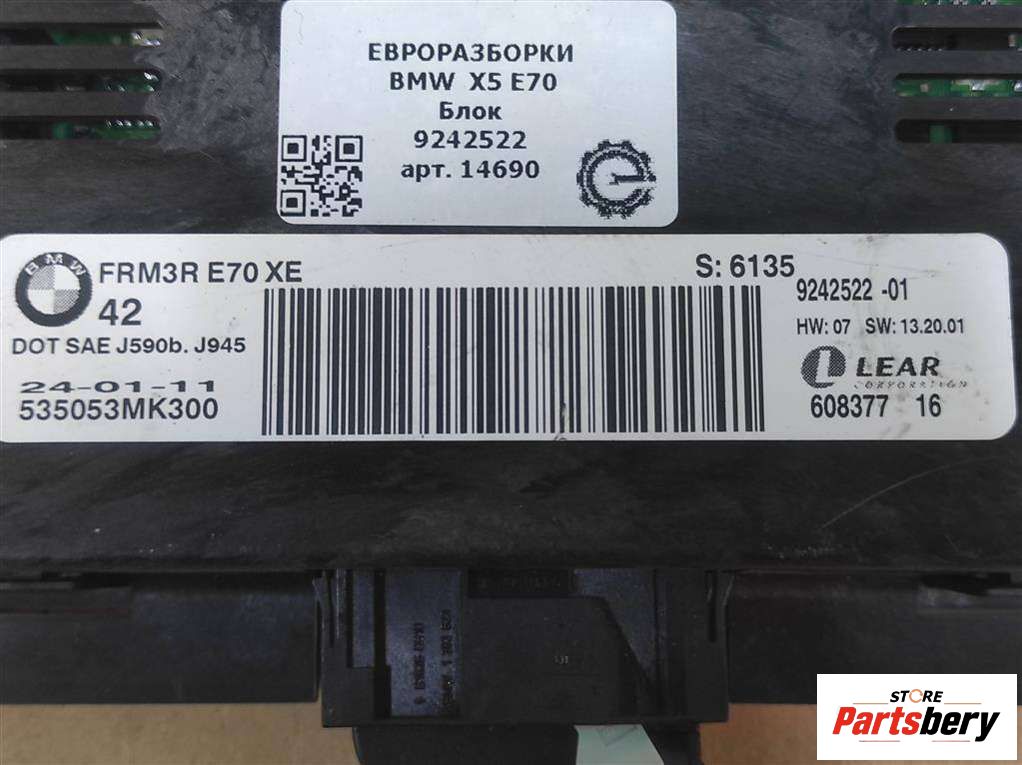 ЕВРОРАЗБОРКИ
BMW X5 E70
Блок
9242522
арт. 14690
BMW
FRM3R E70 XE
S: 6135
42
9242522 -01
DOT SAE J590b. J945
HW: 07 SW: 13.20.01
24-01-11
LEAR
CORPORATION
535053MK300
608377 16
STORE
Partsbery